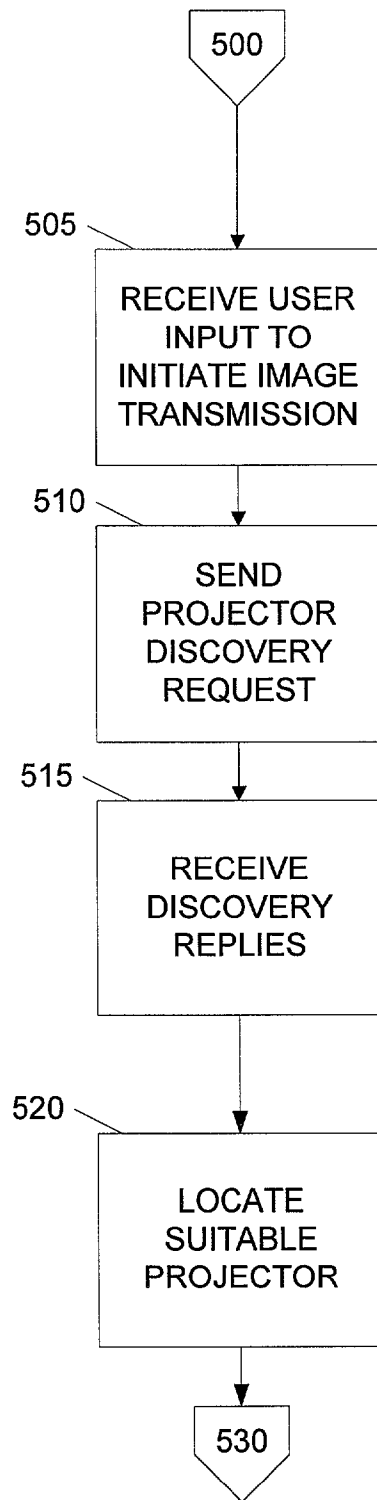 500
505
RECEIVE USER
INPUT TO
INITIATE IMAGE
TRANSMISSION
510
SEND
PROJECTOR
DISCOVERY
REQUEST
515
RECEIVE
DISCOVERY
REPLIES
520
LOCATE
SUITABLE
PROJECTOR
530